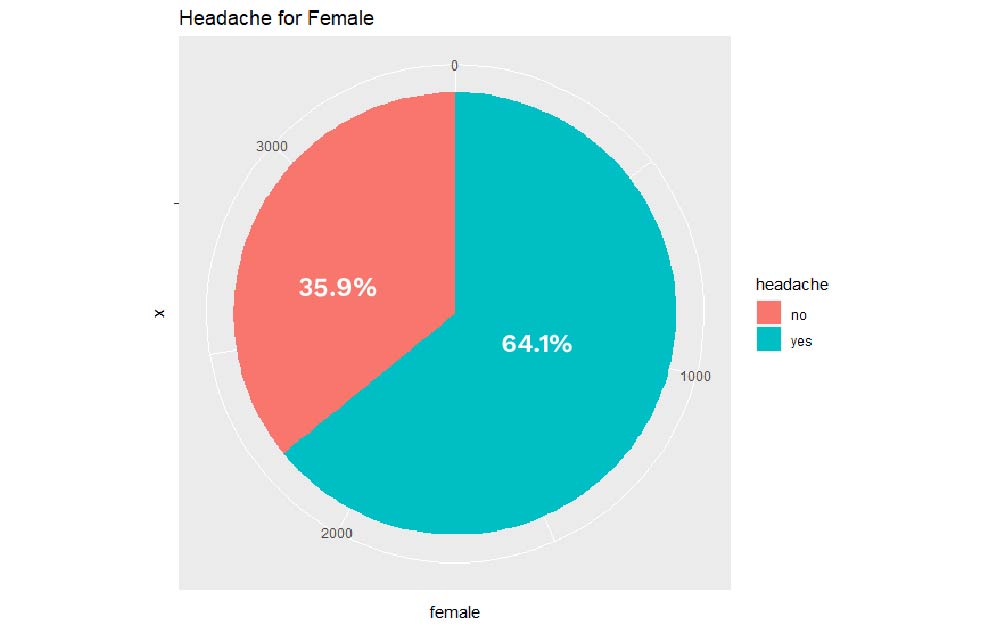 Headache for Female
0
3000
35.9%
64.1%
1000
2000
x
female
headache
no
yes